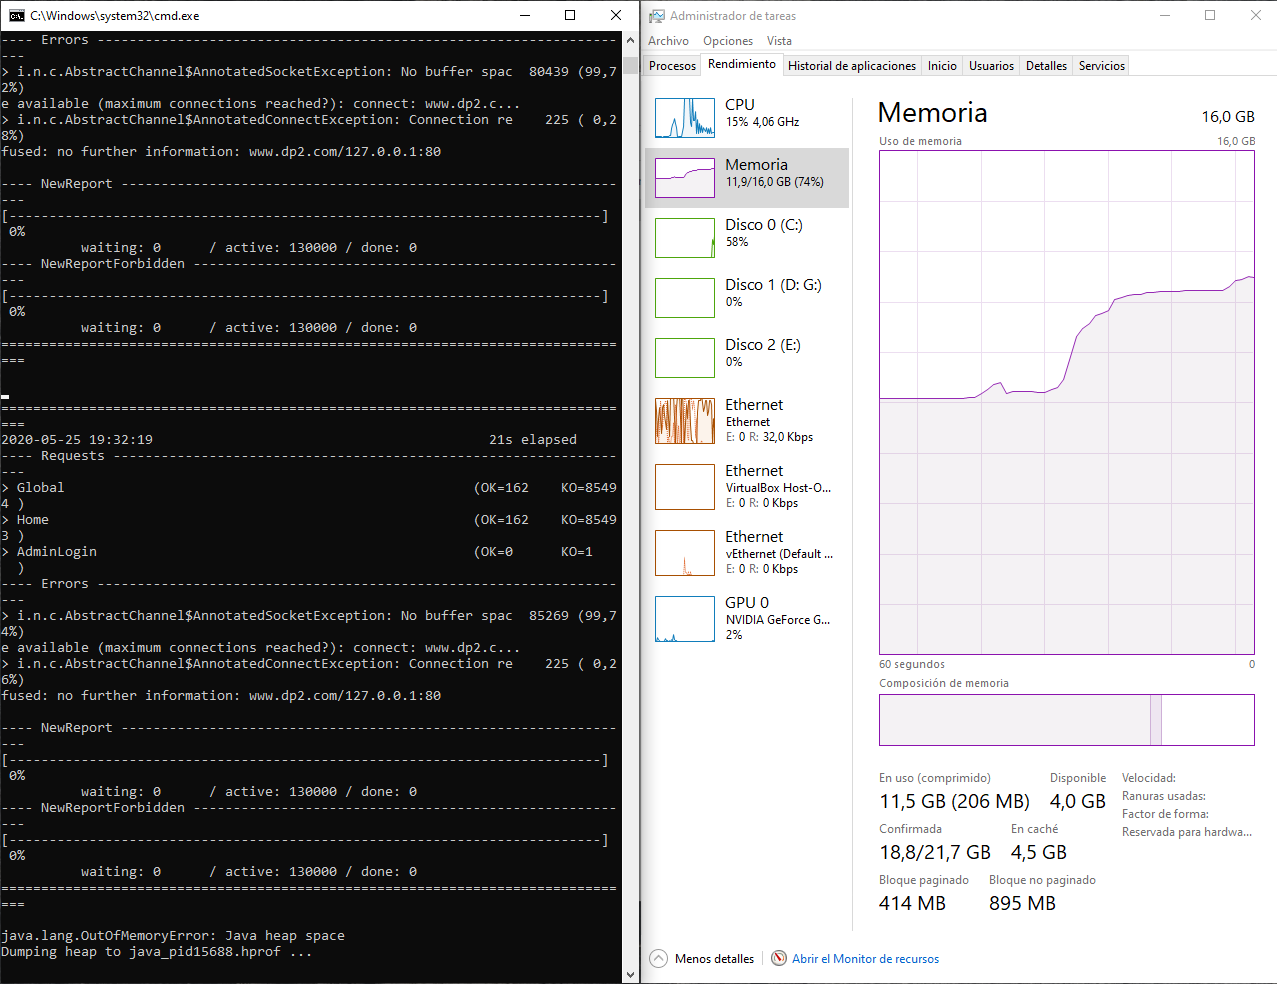 C:\Windows\system32\cmd.exe
---- Errors -----------------------------------------------------------------
---
> i.n.c.AbstractChannel$AnnotatedSocketException: No buffer spac  80439 (99,7
2%)
e available (maximum connections reached?): connect: www.dp2.c...
> i.n.c.AbstractChannel$AnnotatedConnectException: Connection re    225 ( 0,2
8%)
fused: no further information: www.dp2.com/127.0.0.1:80
---- NewReport --------------------------------------------------------------
---
[--------------------------------------------------------------------------]
0%
waiting: 0      / active: 130000 / done: 0
---- NewReportForbidden -----------------------------------------------------
---
[--------------------------------------------------------------------------]
0%
waiting: 0      / active: 130000 / done: 0
=============================================================================
===
=============================================================================
===
2020-05-25 19:32:19                                          21s elapsed
---- Requests ---------------------------------------------------------------
---
> Global                                                   (OK=162    KO=8549
4 )
> Home                                                     (OK=162    KO=8549
3 )
> AdminLogin                                               (OK=0      KO=1
)
---- Errors -----------------------------------------------------------------
---
> i.n.c.AbstractChannel$AnnotatedSocketException: No buffer spac  85269 (99,7
4%)
e available (maximum connections reached?): connect: www.dp2.c...
> i.n.c.AbstractChannel$AnnotatedConnectException: Connection re    225 ( 0,2
6%)
fused: no further information: www.dp2.com/127.0.0.1:80
---- NewReport --------------------------------------------------------------
---
[--------------------------------------------------------------------------]
0%
waiting: 0      / active: 130000 / done: 0
---- NewReportForbidden -----------------------------------------------------
---
[--------------------------------------------------------------------------]
0%
waiting: 0      / active: 130000 / done: 0
=============================================================================
===
java.lang.OutOfMemoryError: Java heap space
Dumping heap to java_pid15688.hprof ...
Administrador de tareas
Archivo Opciones Vista
Procesos Rendimiento Historial de aplicaciones Inicio Usuarios Detalles Servicios
CPU
15% 4,06 GHz
Memoria
11,9/16,0 GB (74%)
Disco 0 (C:)
58%
Disco 1 (D: G:)
0%
Disco 2 (E:)
0%
Ethernet
Ethernet
E: 0 R: 32,0 Kbps
Ethernet
VirtualBox Host-O...
E: 0 R: 0 Kbps
Ethernet
vEthernet (Default ...
E: 0 R: 0 Kbps
GPU 0
NVIDIA GeForce G...
2%
Memoria 16,0 GB
Uso de memoria 16,0 GB
60 segundos 0
Composición de memoria
En uso (comprimido) Disponible
11,5 GB (206 MB) 4,0 GB
Confirmada En caché
18,8/21,7 GB 4,5 GB
Bloque paginado Bloque no paginado
414 MB 895 MB
Velocidad:
Ranuras usadas:
Factor de forma:
Reservada para hardwa...
Menos detalles Abrir el Monitor de recursos